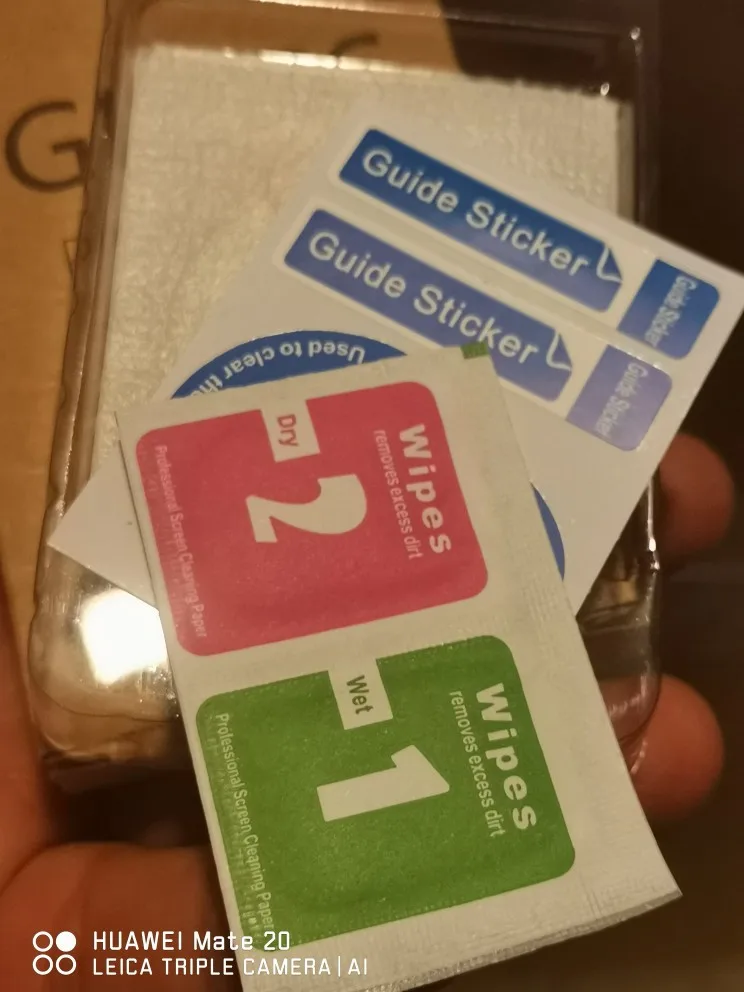 G
Guide Sticker
Guide Sticker
Guide Sticker
Guide Sticker
Used to clear the
Wipes
removes excess dirt
Dry
2
Professional Screen Cleaning Paper
Wipes
removes excess dirt
Wet
1
Professional Screen Cleaning Paper
HUAWEI Mate 20
LEICA TRIPLE CAMERA | AI